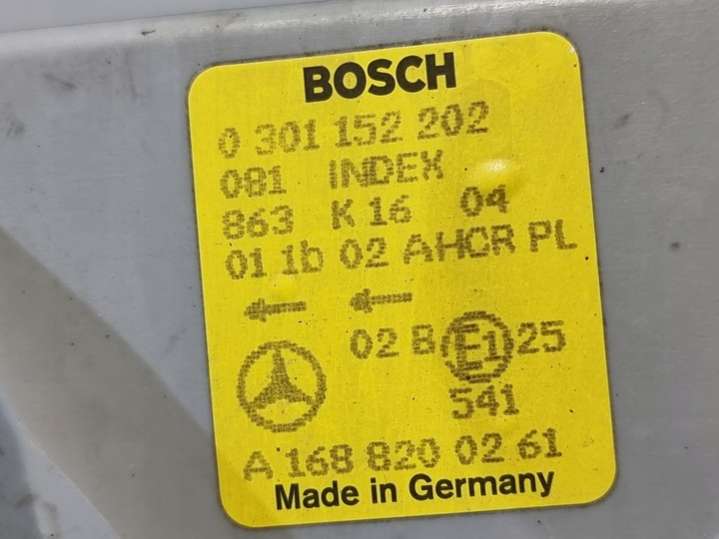 BOSCH
0 301 152 202
081 INDEX
863 K 16 04
01 1b 02 AHCR PL
02 B E1 25
541
A 168 820 02 61
Made in Germany